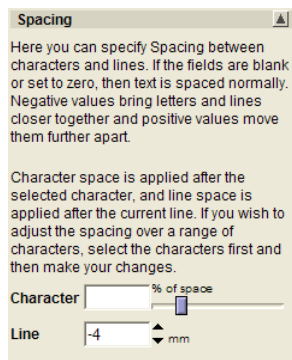 Spacing
Here you can specify Spacing between
characters and lines. If the fields are blank
or set to zero, then text is spaced normally.
Negative values bring letters and lines
closer together and positive values move
them further apart.
Character space is applied after the
selected character, and line space is
applied after the current line. If you wish to
adjust the spacing over a range of
characters, select the characters first and
then make your changes.
Character % of space
Line -4 mm